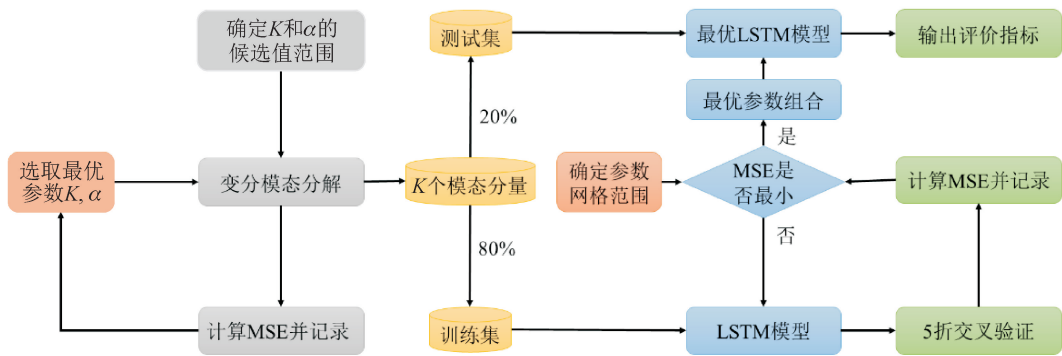 确定K和α的
候选值范围
测试集
最优LSTM模型
输出评价指标
20%
最优参数组合
是
选取最优
参数K, α
变分模态分解
K个模态分量
确定参数
网格范围
MSE是
否最小
计算MSE并记录
80%
否
计算MSE并记录
训练集
LSTM模型
5折交叉验证